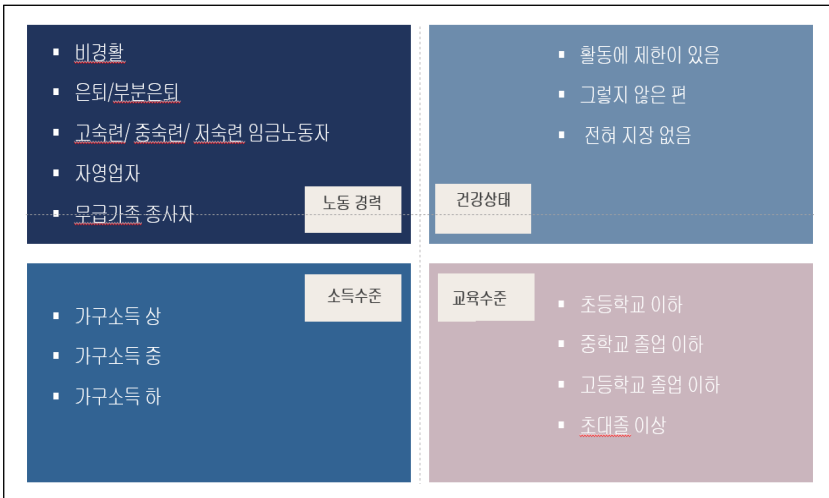 비경활
은퇴/부분은퇴
고숙련/ 중숙련/ 저숙련 임금노동자
자영업자
무급가족 종사자
노동 경력
활동에 제한이 있음
그렇지 않은 편
전혀 지장 없음
건강상태
소득수준
가구소득 상
가구소득 중
가구소득 하
교육수준
초등학교 이하
중학교 졸업 이하
고등학교 졸업 이하
초대졸 이상